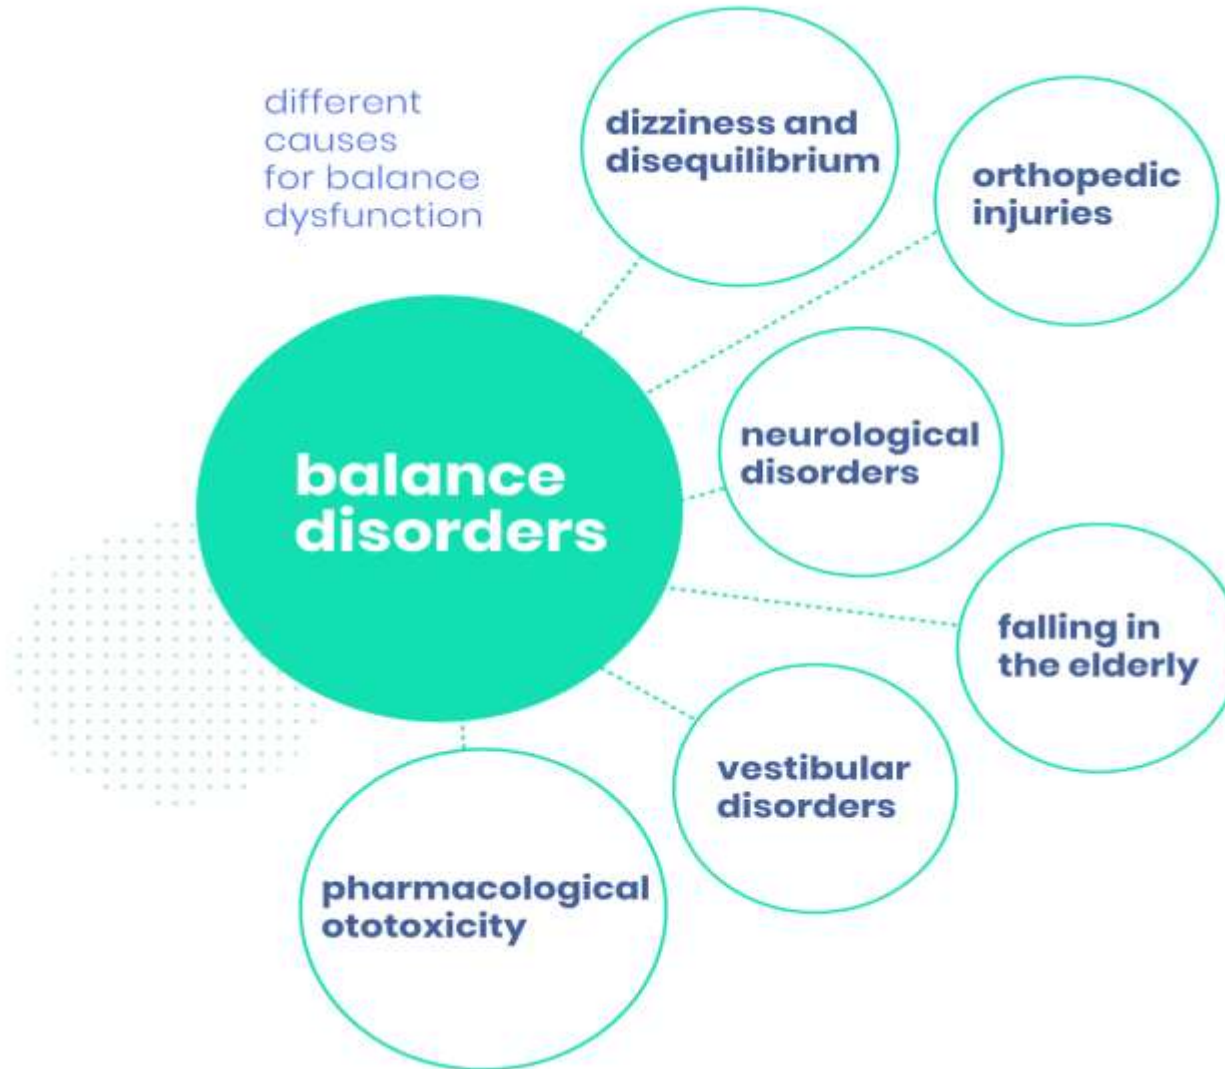 different
causes
for balance
dysfunction
dizziness and
disequilibrium
orthopedic
injuries
neurological
disorders
balance
disorders
falling in
the elderly
vestibular
disorders
pharmacological
ototoxicity